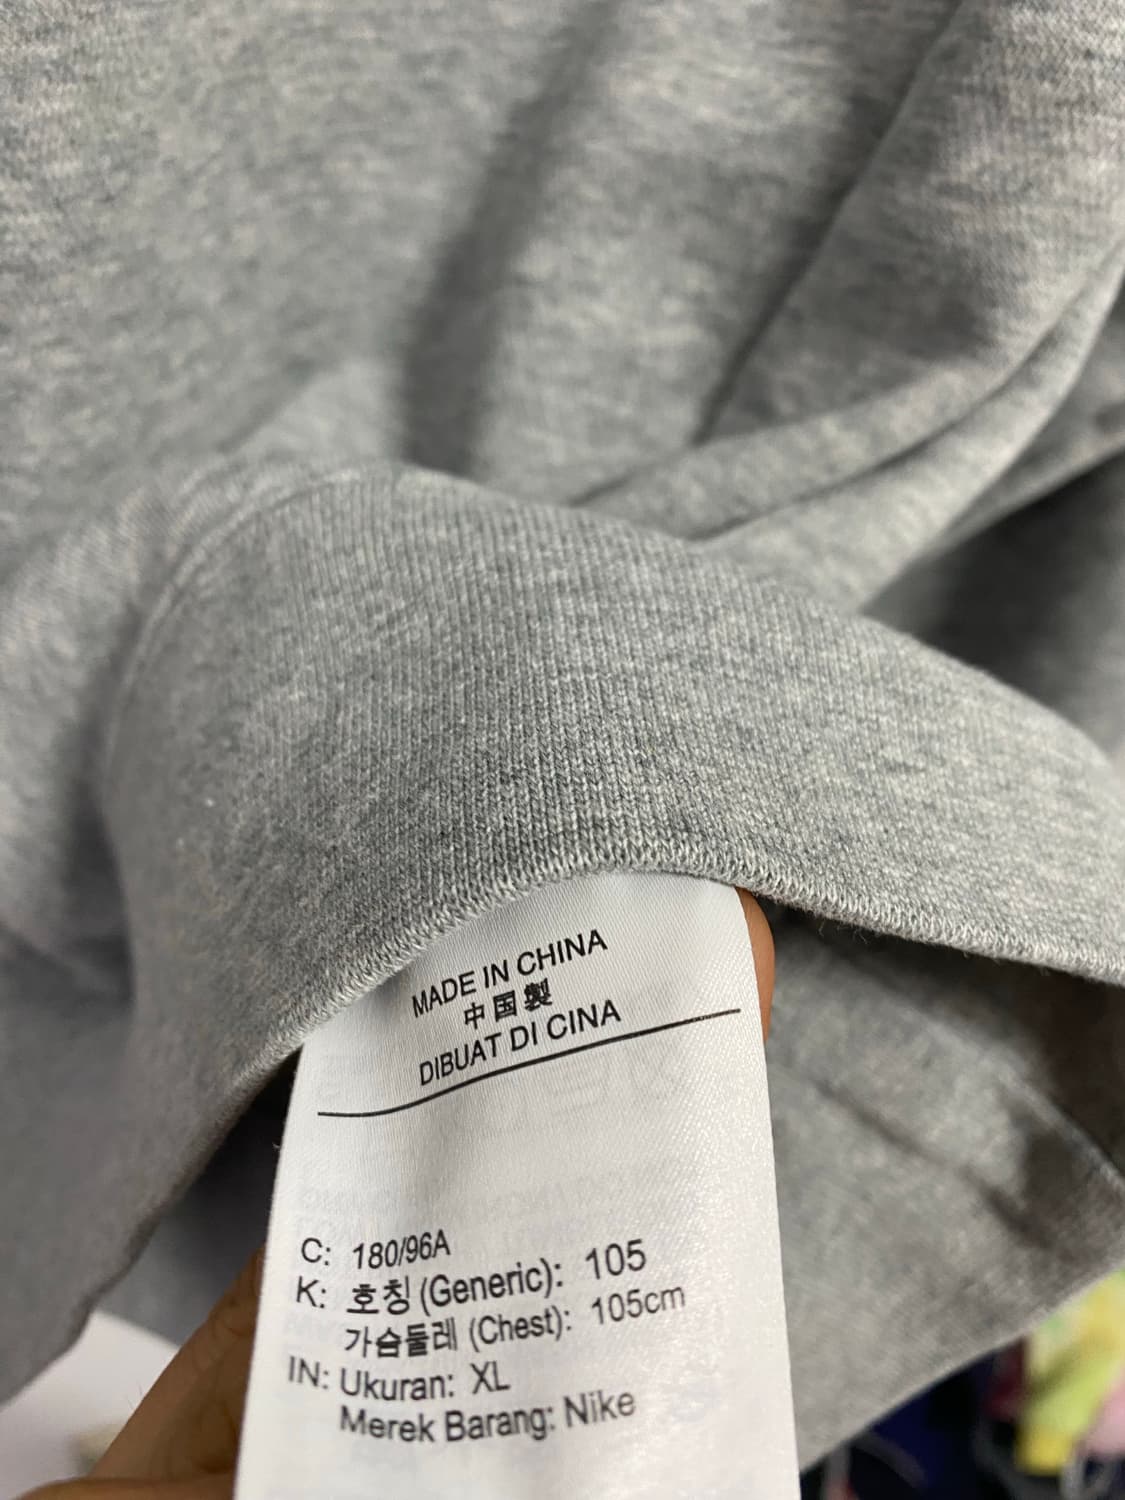 MADE IN CHINA
中国製
DIBUAT DI CINA
C: 180/96A
K: 호칭 (Generic): 105
가슴둘레 (Chest): 105cm
IN: Ukuran: XL
Merek Barang: Nike